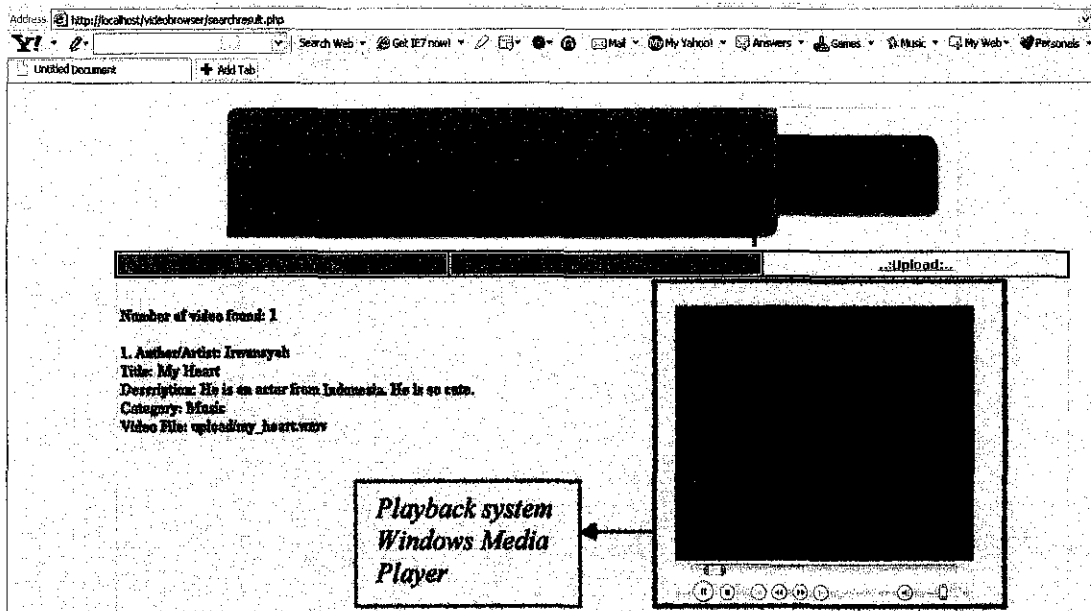 Address http://localhost/videobrowser/searchresult.php
Y! Search Web Get IE7 now! Mail My Yahoo! Answers Games Music My Web Personals
Untitled Document Add Tab
..:Upload:..
Number of video found: 1
1. Author/Artist: Irwansyah
Title: My Heart
Description: He is an actor from Indonesia. He is so cute.
Category: Music
Video File: upload/my_heart.wmv
Playback system
Windows Media
Player